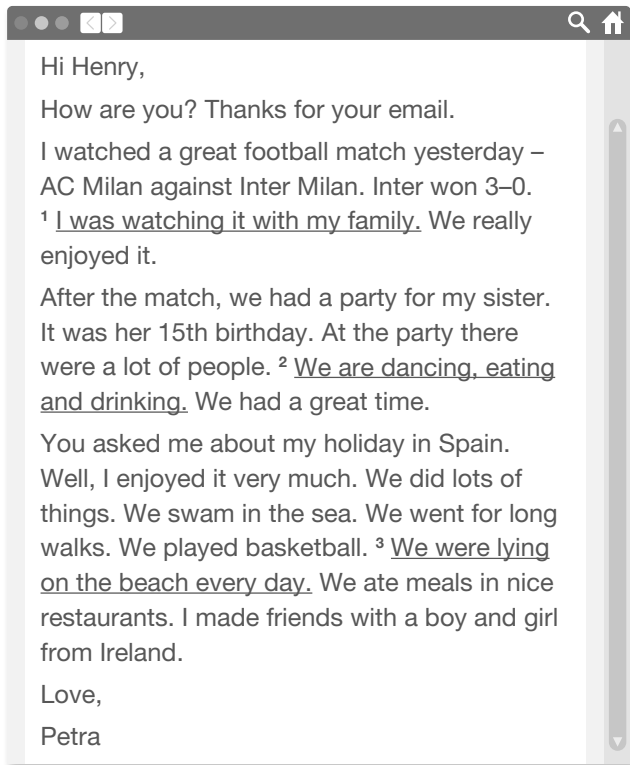 Hi Henry,
How are you? Thanks for your email.
I watched a great football match yesterday –
AC Milan against Inter Milan. Inter won 3–0.
¹ I was watching it with my family. We really
enjoyed it.
After the match, we had a party for my sister.
It was her 15th birthday. At the party there
were a lot of people. ² We are dancing, eating
and drinking. We had a great time.
You asked me about my holiday in Spain.
Well, I enjoyed it very much. We did lots of
things. We swam in the sea. We went for long
walks. We played basketball. ³ We were lying
on the beach every day. We ate meals in nice
restaurants. I made friends with a boy and girl
from Ireland.
Love,
Petra